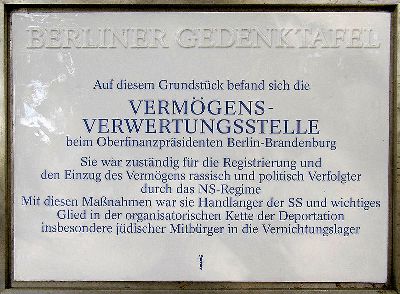 BERLINER GEDENKTAFEL
Auf diesem Grundstück befand sich die
VERMÖGENS-
VERWERTUNGSSTELLE
beim Oberfinanzpräsidenten Berlin-Brandenburg
Sie war zuständig für die Registrierung und
den Einzug des Vermögens rassisch und politisch Verfolgter
durch das NS-Regime
Mit diesen Maßnahmen war sie Handlanger der SS und wichtiges
Glied in der organisatorischen Kette der Deportation
insbesondere jüdischer Mitbürger in die Vernichtungslager